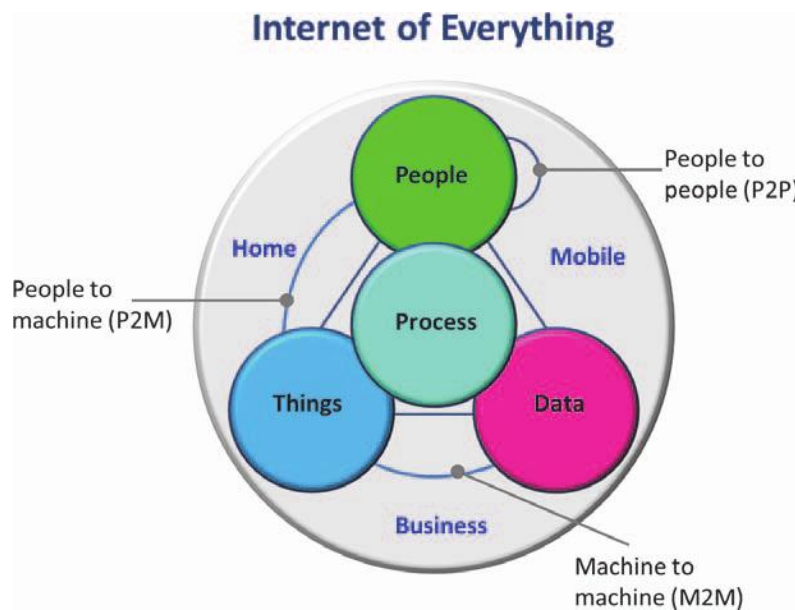 Internet of Everything
People
People to
people (P2P)
Home
Mobile
People to
machine (P2M)
Process
Things
Data
Business
Machine to
machine (M2M)